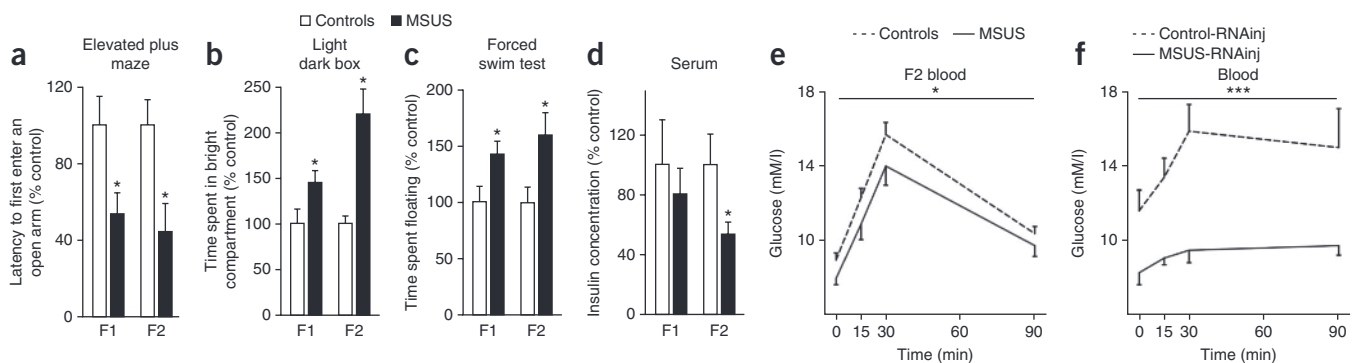 Controls MSUS
a
Elevated plus
maze
Latency to first enter an
open arm (% control)
120
80
40
0
*
*
F1 F2
b
Light
dark box
Time spent in bright
compartment (% control)
250
200
150
100
50
0
*
*
F1 F2
c
Forced
swim test
Time spent floating (% control)
200
150
100
50
0
*
*
F1 F2
d
Serum
Insulin concentration (% control)
120
80
40
0
*
F1 F2
e
Controls MSUS
F2 blood
*
Glucose (mM/l)
18
14
10
0 15 30 60 90
Time (min)
f
Control-RNAinj
MSUS-RNAinj
Blood
***
Glucose (mM/l)
18
14
10
0 15 30 60 90
Time (min)